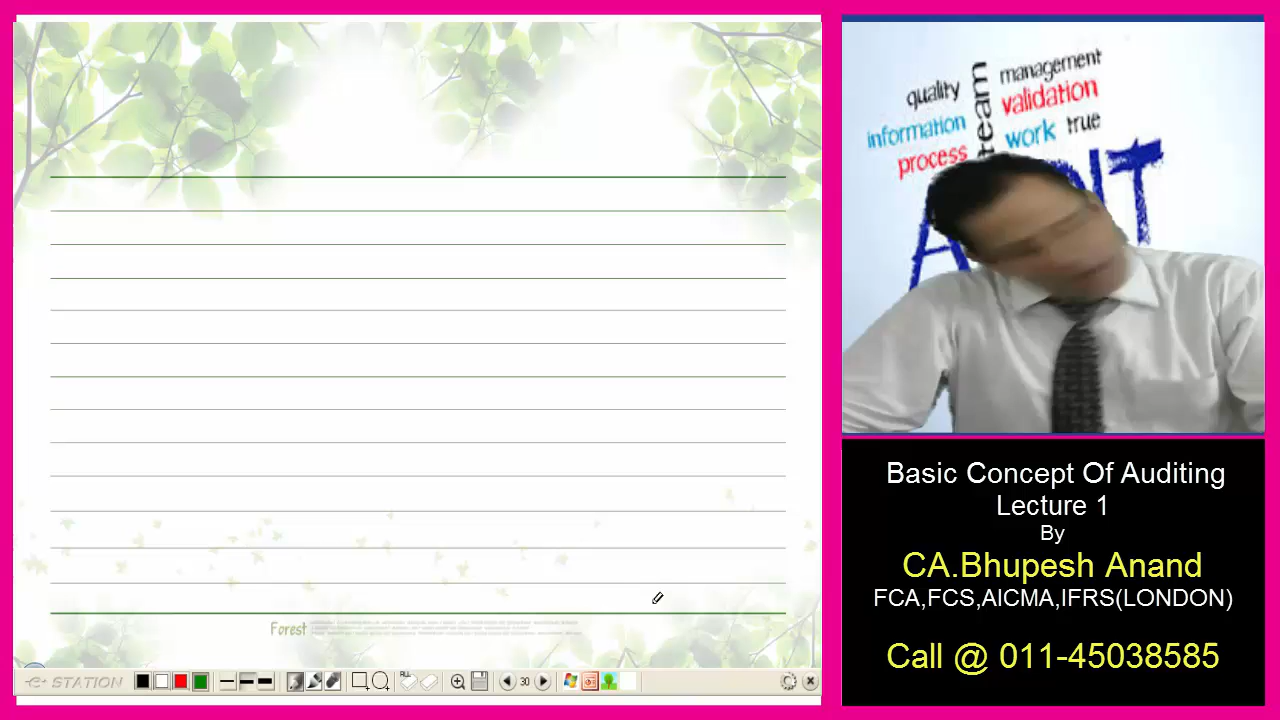 quality
team
management
information
validation
process
work
true
Basic Concept Of Auditing
Lecture 1
By
CA.Bhupesh Anand
FCA,FCS,AICMA,IFRS(LONDON)
Call @ 011-45038585
Forest
e-STATION
ALL
30